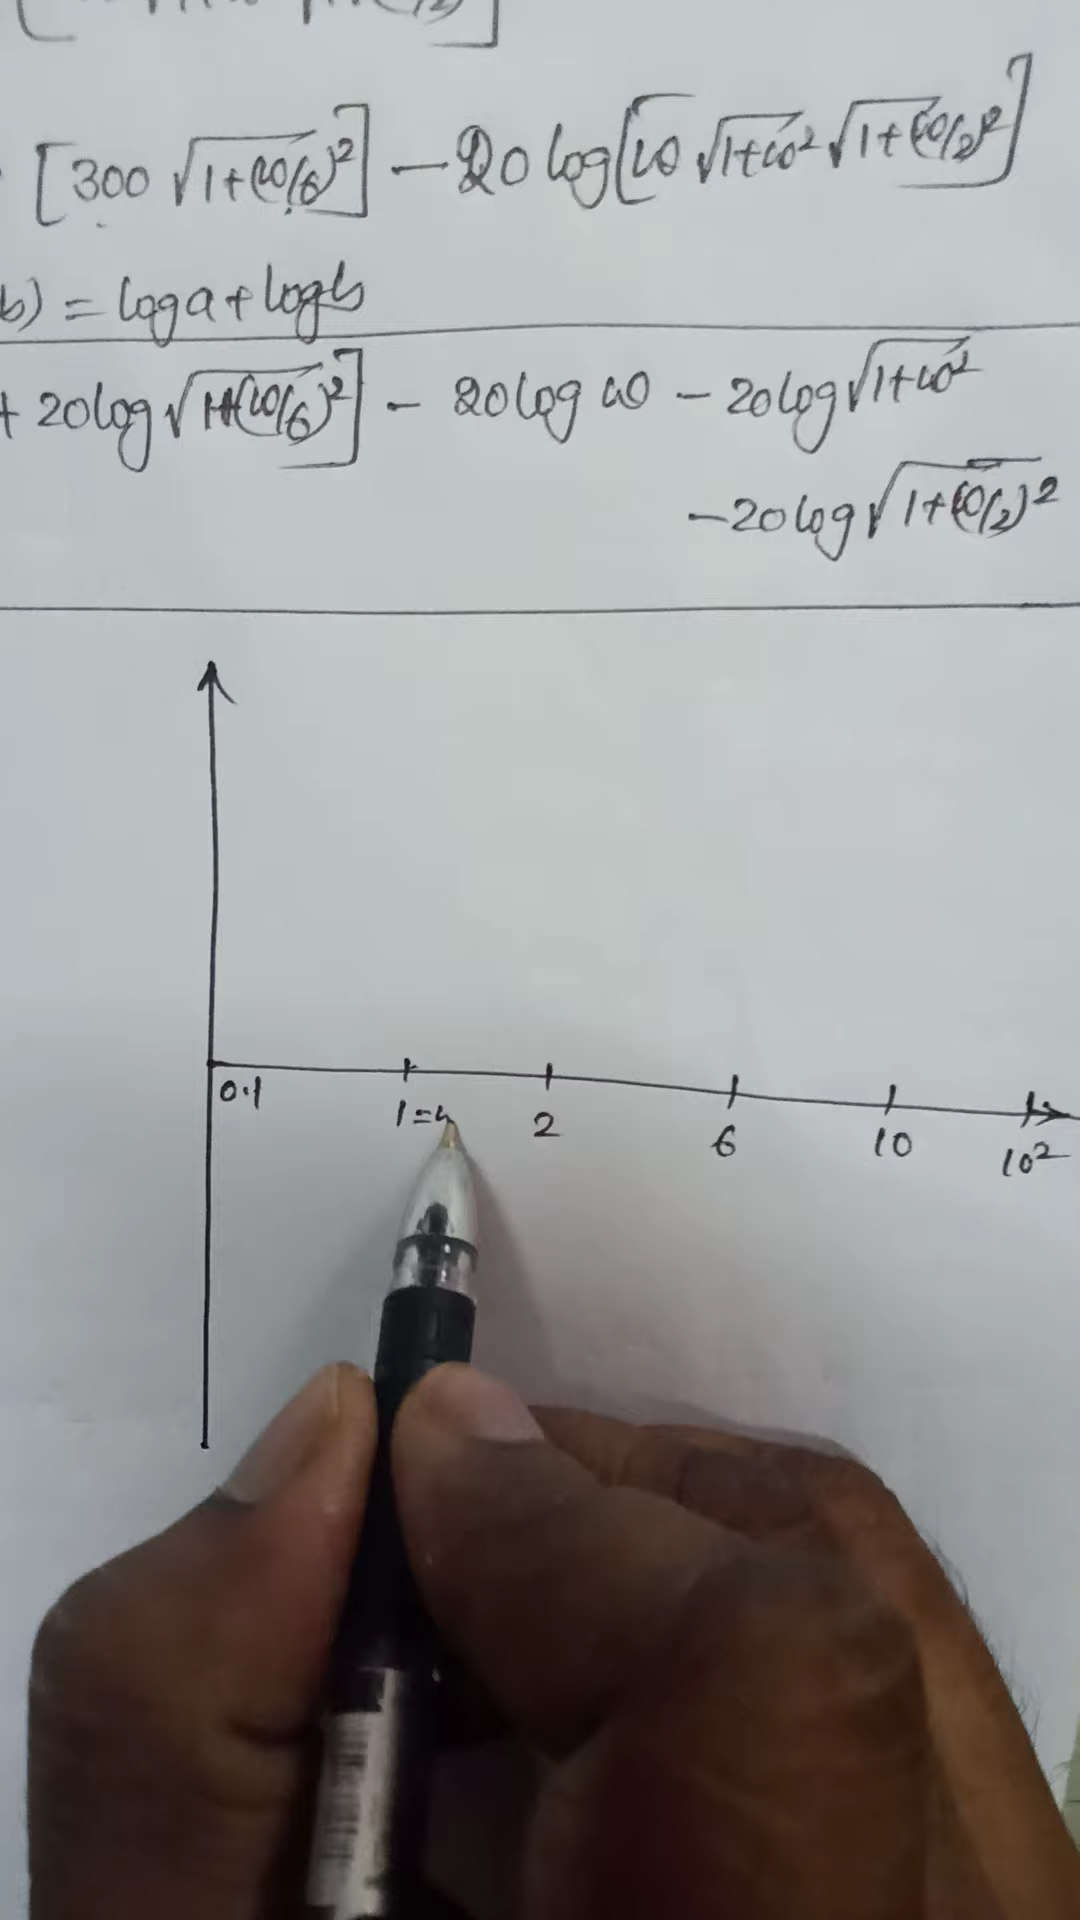 [300 √1+(ω/6)²] − 20 log[ω √1+ω² √1+(ω/2)²]
b) = log a + log b
+ 20 log √1+(ω/6)²] − 20 log ω − 20 log √1+ω²
− 20 log √1+(ω/2)²
0.1 1= 2 6 10 10²